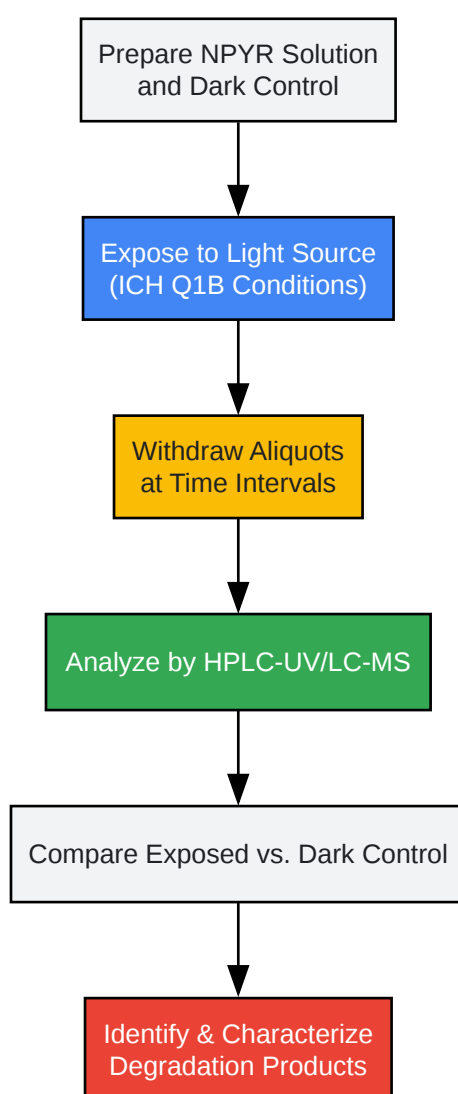 Prepare NPYR Solution
and Dark Control
Expose to Light Source
(ICH Q1B Conditions)
Withdraw Aliquots
at Time Intervals
Analyze by HPLC-UV/LC-MS
Compare Exposed vs. Dark Control
Identify & Characterize
Degradation Products